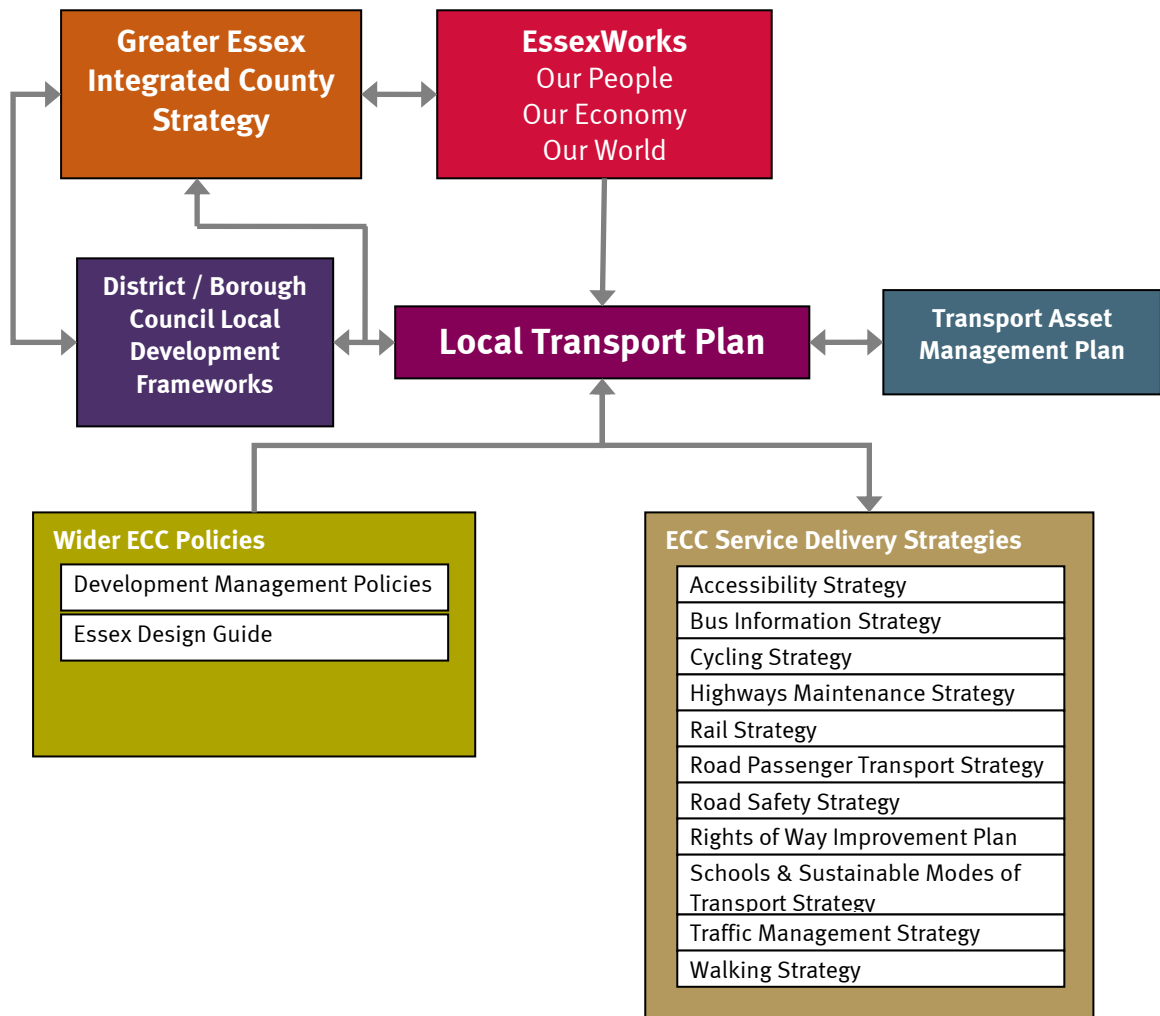 Greater Essex
Integrated County
Strategy
EssexWorks
Our People
Our Economy
Our World
District / Borough
Council Local
Development
Frameworks
Local Transport Plan
Transport Asset
Management Plan
Wider ECC Policies
Development Management Policies
Essex Design Guide
ECC Service Delivery Strategies
Accessibility Strategy
Bus Information Strategy
Cycling Strategy
Highways Maintenance Strategy
Rail Strategy
Road Passenger Transport Strategy
Road Safety Strategy
Rights of Way Improvement Plan
Schools & Sustainable Modes of
Transport Strategy
Traffic Management Strategy
Walking Strategy